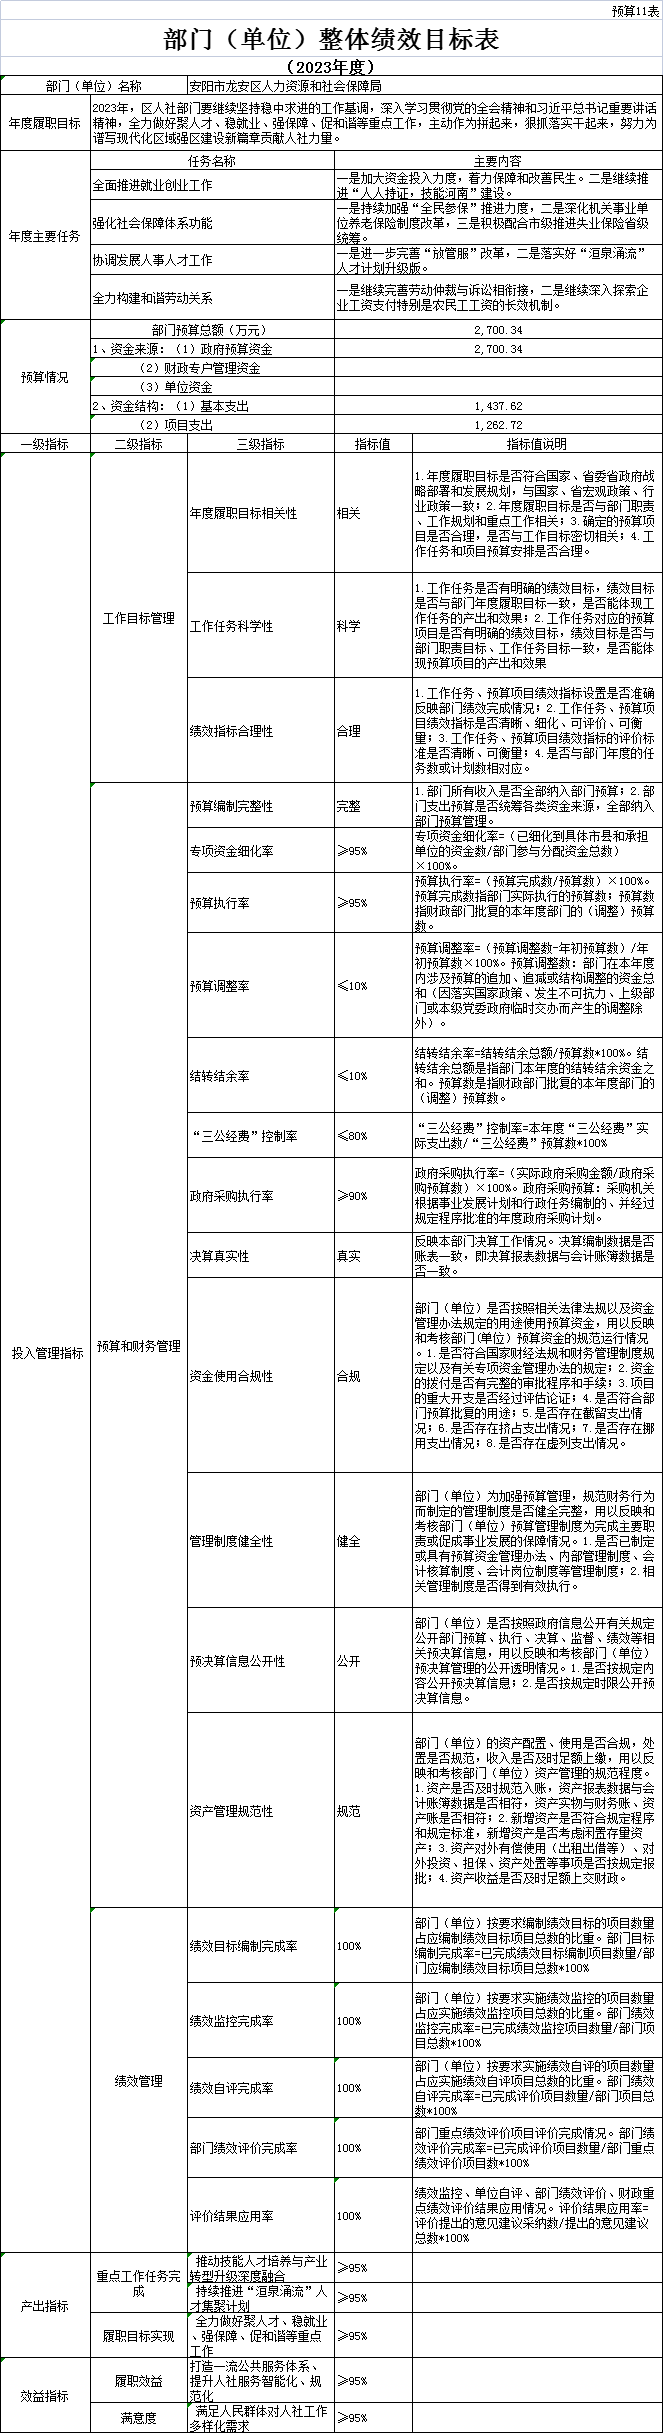 预算11表
部门（单位）整体绩效目标表
（2023年度）
部门（单位）名称
安阳市龙安区人力资源和社会保障局
年度履职目标
2023年，区人社部门要继续坚持稳中求进的工作基调，深入学习贯彻党的全会精神和习近平总书记重要讲话
精神，全力做好聚人才、稳就业、强保障、促和谐等重点工作，主动作为拼起来，狠抓落实干起来，努力为
谱写现代化区域强区建设新篇章贡献人社力量。
年度主要任务
任务名称
主要内容
全面推进就业创业工作
一是加大资金投入力度，着力保障和改善民生。二是继续推
进“人人持证，技能河南”建设。
强化社会保障体系功能
一是持续加强“全民参保”推进力度，二是深化机关事业单
位养老保险制度改革，三是积极配合市级推进失业保险省级
统筹。
协调发展人事人才工作
一是进一步完善“放管服”改革，二是落实好“洹泉涌流”
人才计划升级版。
全力构建和谐劳动关系
一是继续完善劳动仲裁与诉讼相衔接，二是继续深入探索企
业工资支付特别是农民工工资的长效机制。
预算情况
部门预算总额（万元）
2,700.34
1、资金来源：（1）政府预算资金
2,700.34
（2）财政专户管理资金
（3）单位资金
2、资金结构：（1）基本支出
1,437.62
（2）项目支出
1,262.72
一级指标
二级指标
三级指标
指标值
指标值说明
投入管理指标
工作目标管理
年度履职目标相关性
相关
1.年度履职目标是否符合国家、省委省政府战
略部署和发展规划，与国家、省宏观政策、行
业政策一致；2.年度履职目标是否与部门职责
、工作规划和重点工作相关；3.确定的预算项
目是否合理，是否与工作目标密切相关；4.工
作任务和项目预算安排是否合理。
工作任务科学性
科学
1.工作任务是否有明确的绩效目标，绩效目标
是否与部门年度履职目标一致，是否能体现工
作任务的产出和效果；2.工作任务对应的预算
项目是否有明确的绩效目标，绩效目标是否与
部门职责目标、工作任务目标一致，是否能体
现预算项目的产出和效果
绩效指标合理性
合理
1.工作任务、预算项目绩效指标设置是否准确
反映部门绩效完成情况；2.工作任务、预算项
目绩效指标是否清晰、细化、可评价、可衡
量；3.工作任务、预算项目绩效指标的评价标
准是否清晰、可衡量；4.是否与部门年度的任
务数或计划数相对应。
预算和财务管理
预算编制完整性
完整
1.部门所有收入是否全部纳入部门预算；2.部
门支出预算是否统筹各类资金来源，全部纳入
部门预算管理。
专项资金细化率
≥95%
专项资金细化率=（已细化到具体市县和承担
单位的资金数/部门参与分配资金总数）
×100%。
预算执行率
≥95%
预算执行率=（预算完成数/预算数）×100%。
预算完成数指部门实际执行的预算数；预算数
指财政部门批复的本年度部门的（调整）预算
数。
预算调整率
≤10%
预算调整率=（预算调整数-年初预算数）/年
初预算数×100%。预算调整数：部门在本年度
内涉及预算的追加、追减或结构调整的资金总
和（因落实国家政策、发生不可抗力、上级部
门或本级党委政府临时交办而产生的调整除
外）。
结转结余率
≤10%
结转结余率=结转结余总额/预算数*100%。结
转结余总额是指部门本年度的结转结余资金之
和。预算数是指财政部门批复的本年度部门的
（调整）预算数。
“三公经费”控制率
≤80%
“三公经费”控制率=本年度“三公经费”实
际支出数/“三公经费”预算数*100%
政府采购执行率
≥90%
政府采购执行率=（实际政府采购金额/政府采
购预算数）×100%。政府采购预算：采购机关
根据事业发展计划和行政任务编制的、并经过
规定程序批准的年度政府采购计划。
决算真实性
真实
反映本部门决算工作情况。决算编制数据是否
账表一致，即决算报表数据与会计账簿数据是
否一致。
资金使用合规性
合规
部门（单位）是否按照相关法律法规以及资金
管理办法规定的用途使用预算资金，用以反映
和考核部门(单位）预算资金的规范运行情况
。1.是否符合国家财经法规和财务管理制度规
定以及有关专项资金管理办法的规定；2.资金
的拨付是否有完整的审批程序和手续；3.项目
的重大开支是否经过评估论证；4.是否符合部
门预算批复的用途；5.是否存在截留支出情
况；6.是否存在挤占支出情况；7.是否存在挪
用支出情况；8.是否存在虚列支出情况。
管理制度健全性
健全
部门（单位）为加强预算管理，规范财务行为
而制定的管理制度是否健全完整，用以反映和
考核部门（单位）预算管理制度为完成主要职
责或促成事业发展的保障情况。1.是否已制定
或具有预算资金管理办法、内部管理制度、会
计核算制度、会计岗位制度等管理制度；2.相
关管理制度是否得到有效执行。
预决算信息公开性
公开
部门（单位）是否按照政府信息公开有关规定
公开部门预算、执行、决算、监督、绩效等相
关预决算信息，用以反映和考核部门（单位）
预决算管理的公开透明情况。1.是否按规定内
容公开预决算信息；2.是否按规定时限公开预
决算信息。
资产管理规范性
规范
部门（单位）的资产配置、使用是否合规，处
置是否规范，收入是否及时足额上缴，用以反
映和考核部门（单位）资产管理的规范程度。
1.资产是否及时规范入账，资产报表数据与会
计账簿数据是否相符，资产实物与财务账、资
产账是否相符；2.新增资产是否符合规定程序
和规定标准，新增资产是否考虑闲置存量资
产；3.资产对外有偿使用（出租出借等）、对
外投资、担保、资产处置等事项是否按规定报
批；4.资产收益是否及时足额上交财政。
绩效管理
绩效目标编制完成率
100%
部门（单位）按要求编制绩效目标的项目数量
占应编制绩效目标项目总数的比重。部门目标
编制完成率=已完成绩效目标编制项目数量/部
门应编制绩效目标项目总数*100%
绩效监控完成率
100%
部门（单位）按要求实施绩效监控的项目数量
占应实施绩效监控项目总数的比重。部门绩效
监控完成率=已完成绩效监控项目数量/部门项
目总数*100%
绩效自评完成率
100%
部门（单位）按要求实施绩效自评的项目数量
占应实施绩效自评项目总数的比重。部门绩效
自评完成率=已完成评价项目数量/部门项目总
数*100%
部门绩效评价完成率
100%
部门重点绩效评价项目评价完成情况。部门绩
效评价完成率=已完成评价项目数量/部门重点
绩效评价项目数*100%
评价结果应用率
100%
绩效监控、单位自评、部门绩效评价、财政重
点绩效评价结果应用情况。评价结果应用率=
评价提出的意见建议采纳数/提出的意见建议
总数*100%
产出指标
重点工作任务完
成
推动技能人才培养与产业
转型升级深度融合
≥95%
持续推进“洹泉涌流”人
才集聚计划
≥95%
履职目标实现
全力做好聚人才、稳就业
、强保障、促和谐等重点
工作
≥95%
效益指标
履职效益
打造一流公共服务体系、
提升人社服务智能化、规
范化
≥95%
满意度
满足人民群体对人社工作
多样化需求
≥95%